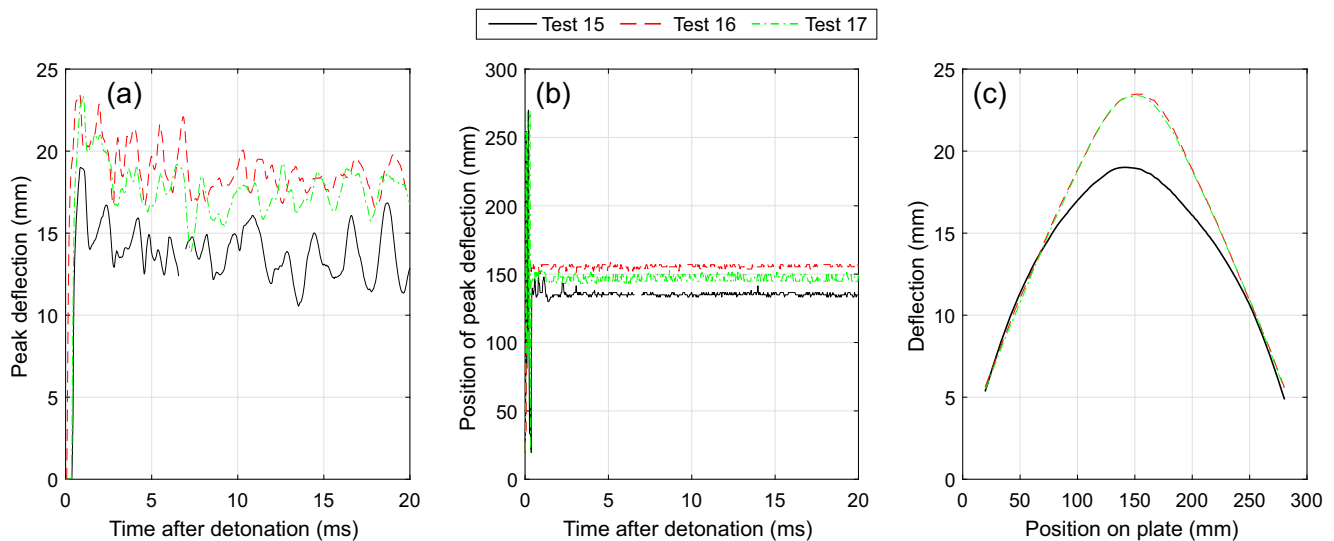 Test 15 Test 16 Test 17
(a)
25
20
15
10
5
0
Peak deflection (mm)
0 5 10 15 20
Time after detonation (ms)
(b)
300
250
200
150
100
50
0
Position of peak deflection (mm)
0 5 10 15 20
Time after detonation (ms)
(c)
25
20
15
10
5
0
Deflection (mm)
0 50 100 150 200 250 300
Position on plate (mm)